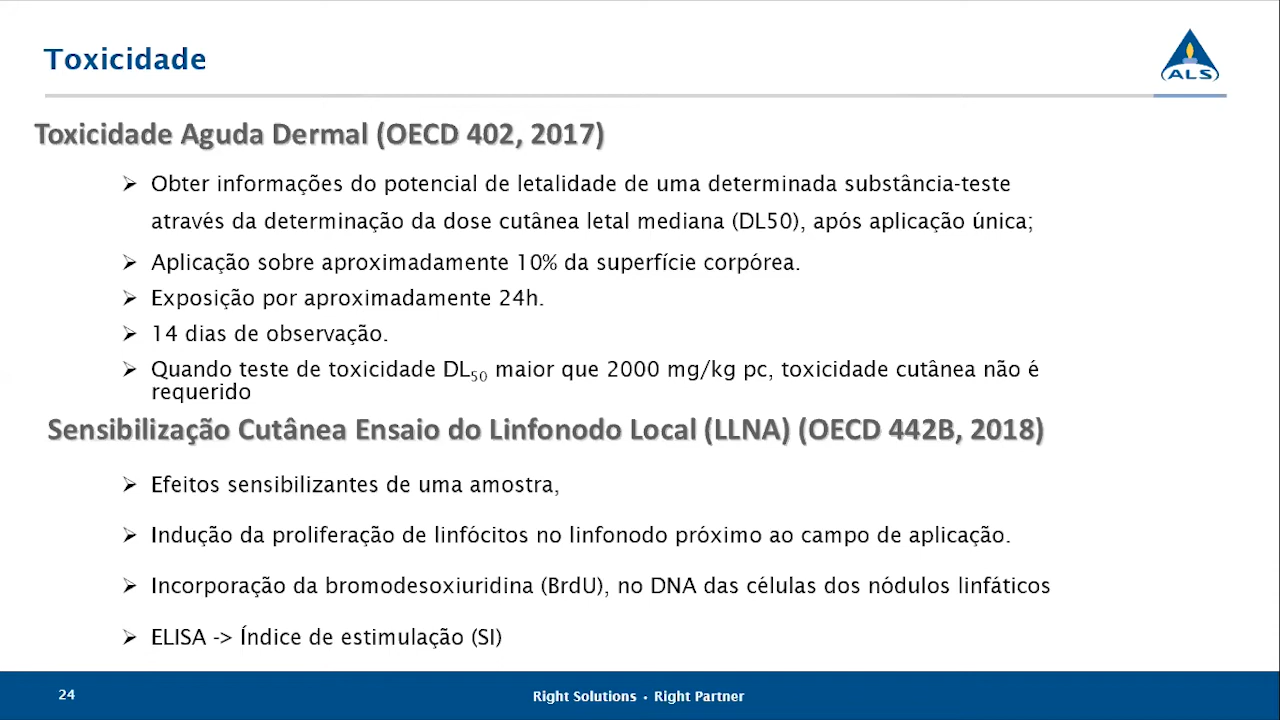 Toxicidade
ALS
Toxicidade Aguda Dermal (OECD 402, 2017)
➢ Obter informações do potencial de letalidade de uma determinada substância-teste
através da determinação da dose cutânea letal mediana (DL50), após aplicação única;
➢ Aplicação sobre aproximadamente 10% da superfície corpórea.
➢ Exposição por aproximadamente 24h.
➢ 14 dias de observação.
➢ Quando teste de toxicidade DL50 maior que 2000 mg/kg pc, toxicidade cutânea não é
requerido
Sensibilização Cutânea Ensaio do Linfonodo Local (LLNA) (OECD 442B, 2018)
➢ Efeitos sensibilizantes de uma amostra,
➢ Indução da proliferação de linfócitos no linfonodo próximo ao campo de aplicação.
➢ Incorporação da bromodesoxiuridina (BrdU), no DNA das células dos nódulos linfáticos
➢ ELISA -> Índice de estimulação (SI)
24
Right Solutions • Right Partner